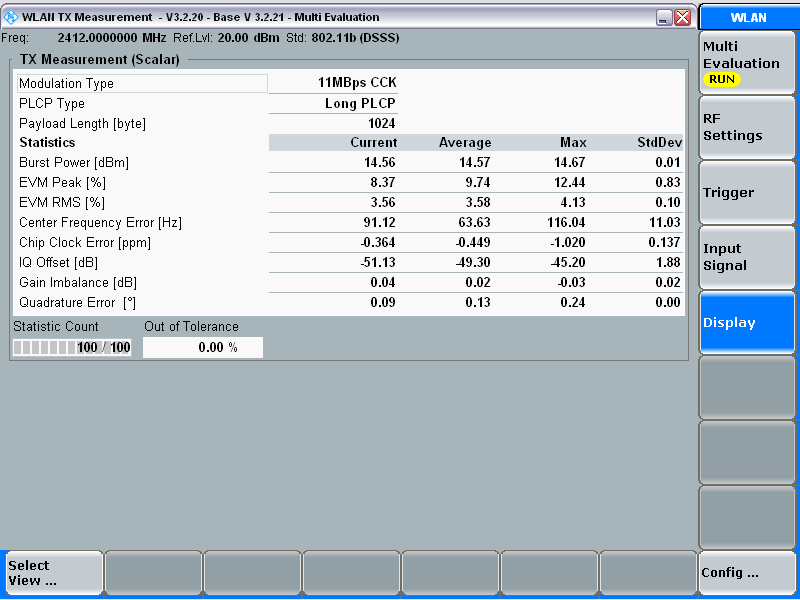 WLAN TX Measurement - V3.2.20 - Base V 3.2.21 - Multi Evaluation
WLAN
Freq: 2412.0000000 MHz Ref.Lvl: 20.00 dBm Std: 802.11b (DSSS)
Multi
Evaluation
RUN
TX Measurement (Scalar)
Modulation Type 11MBps CCK
PLCP Type Long PLCP
Payload Length [byte] 1024
Statistics Current Average Max StdDev
Burst Power [dBm] 14.56 14.57 14.67 0.01
EVM Peak [%] 8.37 9.74 12.44 0.83
EVM RMS [%] 3.56 3.58 4.13 0.10
Center Frequency Error [Hz] 91.12 63.63 116.04 11.03
Chip Clock Error [ppm] -0.364 -0.449 -1.020 0.137
IQ Offset [dB] -51.13 -49.30 -45.20 1.88
Gain Imbalance [dB] 0.04 0.02 -0.03 0.02
Quadrature Error [°] 0.09 0.13 0.24 0.00
Statistic Count Out of Tolerance
100 / 100 0.00 %
RF
Settings
Trigger
Input
Signal
Display
Select
View ...
Config ...